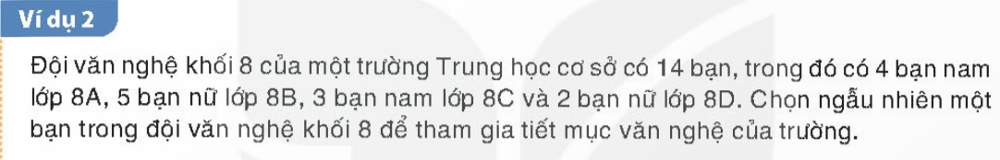 Ví dụ 2
Đội văn nghệ khối 8 của một trường Trung học cơ sở có 14 bạn, trong đó có 4 bạn nam
lớp 8A, 5 bạn nữ lớp 8B, 3 bạn nam lớp 8C và 2 bạn nữ lớp 8D. Chọn ngẫu nhiên một
bạn trong đội văn nghệ khối 8 để tham gia tiết mục văn nghệ của trường.